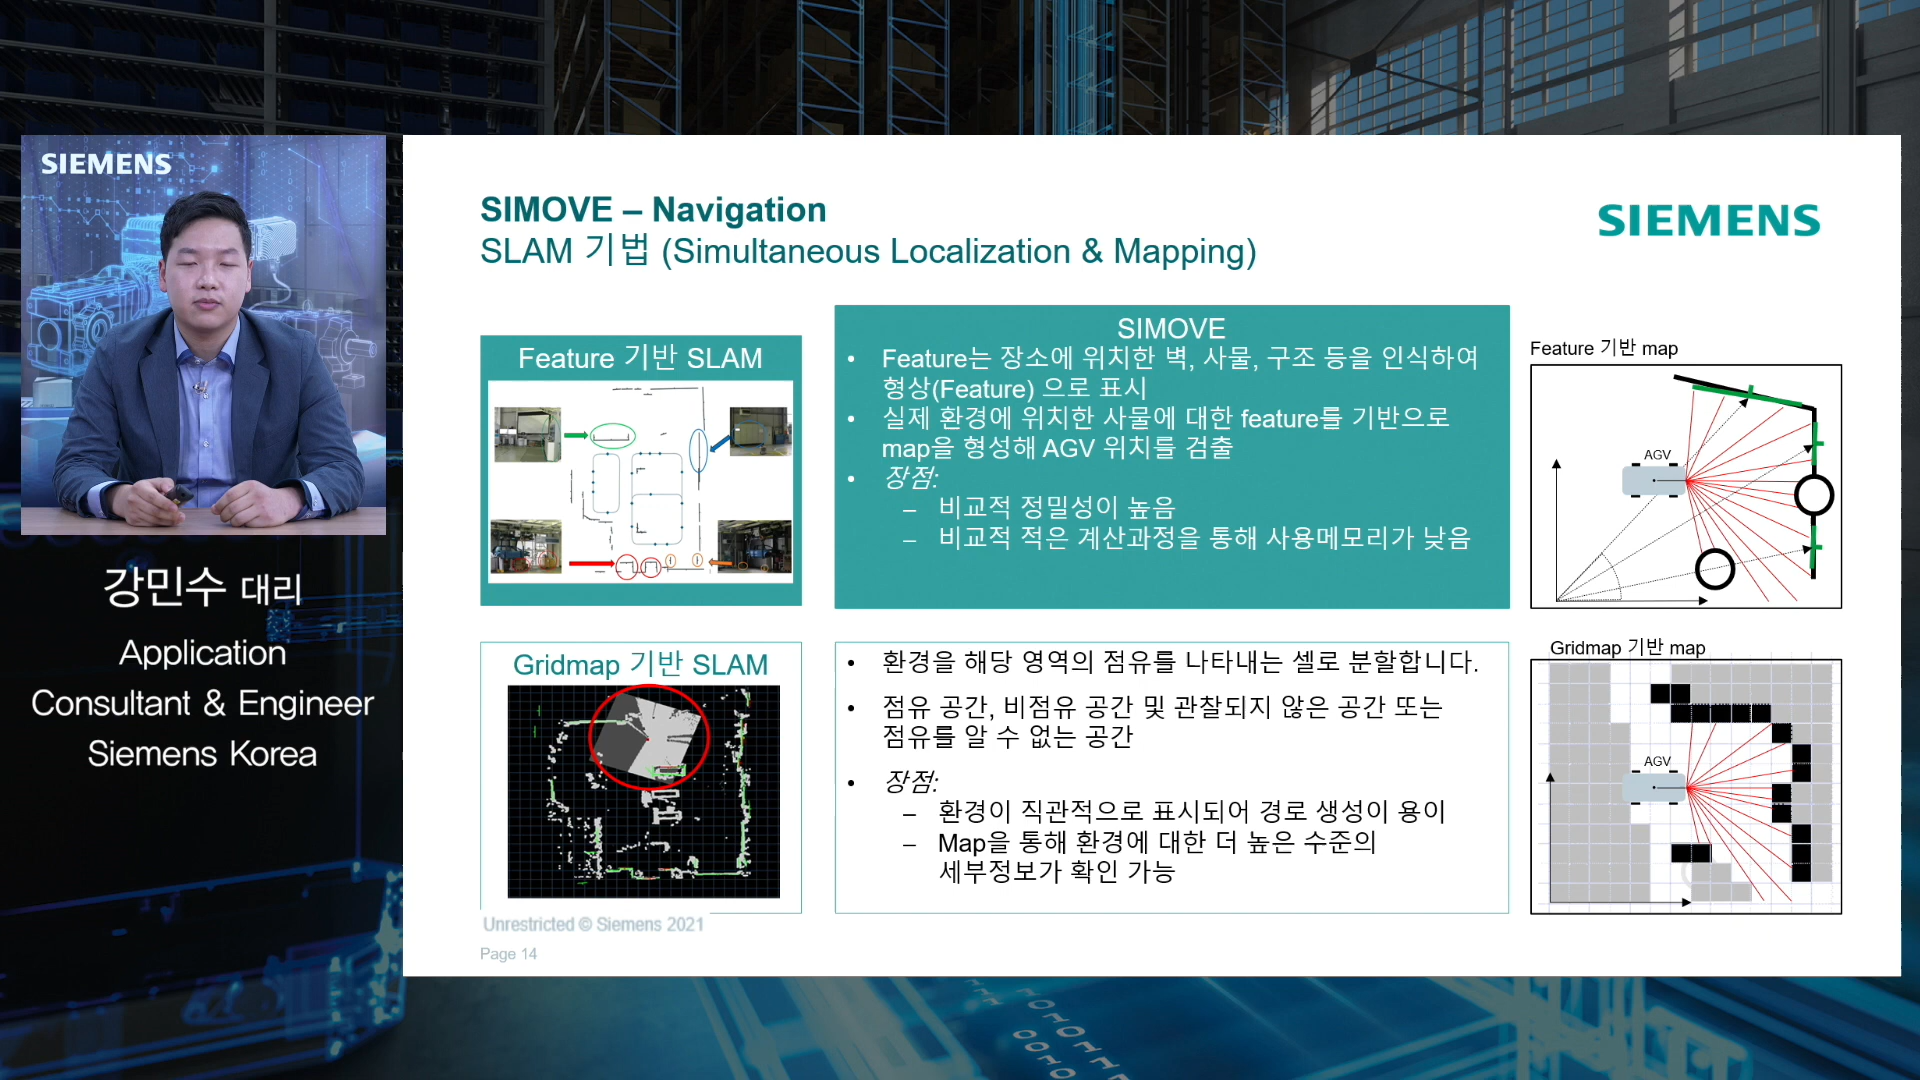 SIEMENS
강민수 대리
Application
Consultant & Engineer
Siemens Korea
SIMOVE – Navigation
SLAM 기법 (Simultaneous Localization & Mapping)
SIEMENS
Feature 기반 SLAM
SIMOVE
• Feature는 장소에 위치한 벽, 사물, 구조 등을 인식하여
형상(Feature) 으로 표시
• 실제 환경에 위치한 사물에 대한 feature를 기반으로
map을 형성해 AGV 위치를 검출
• 장점:
– 비교적 정밀성이 높음
– 비교적 적은 계산과정을 통해 사용메모리가 낮음
Feature 기반 map
AGV
Gridmap 기반 SLAM
• 환경을 해당 영역의 점유를 나타내는 셀로 분할합니다.
• 점유 공간, 비점유 공간 및 관찰되지 않은 공간 또는
점유를 알 수 없는 공간
• 장점:
– 환경이 직관적으로 표시되어 경로 생성이 용이
– Map을 통해 환경에 대한 더 높은 수준의
세부정보가 확인 가능
Gridmap 기반 map
AGV
Unrestricted © Siemens 2021
Page 14